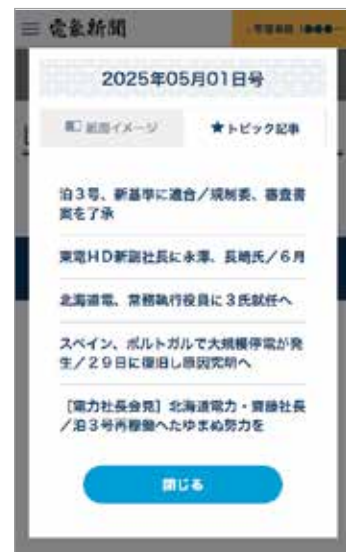 電氣新聞
2025年05月01日号
紙面イメージ
★トピック記事
泊3号、新基準に適合／規制委、審査書
案を了承
東電HD新副社長に永澤、長崎氏／6月
北海道電、常務執行役員に3氏就任へ
スペイン、ポルトガルで大規模停電が発
生／29日に復旧し原因究明へ
［電力社長会見］北海道電力・齋藤社長
／泊3号再稼働へたゆまぬ努力を
閉じる